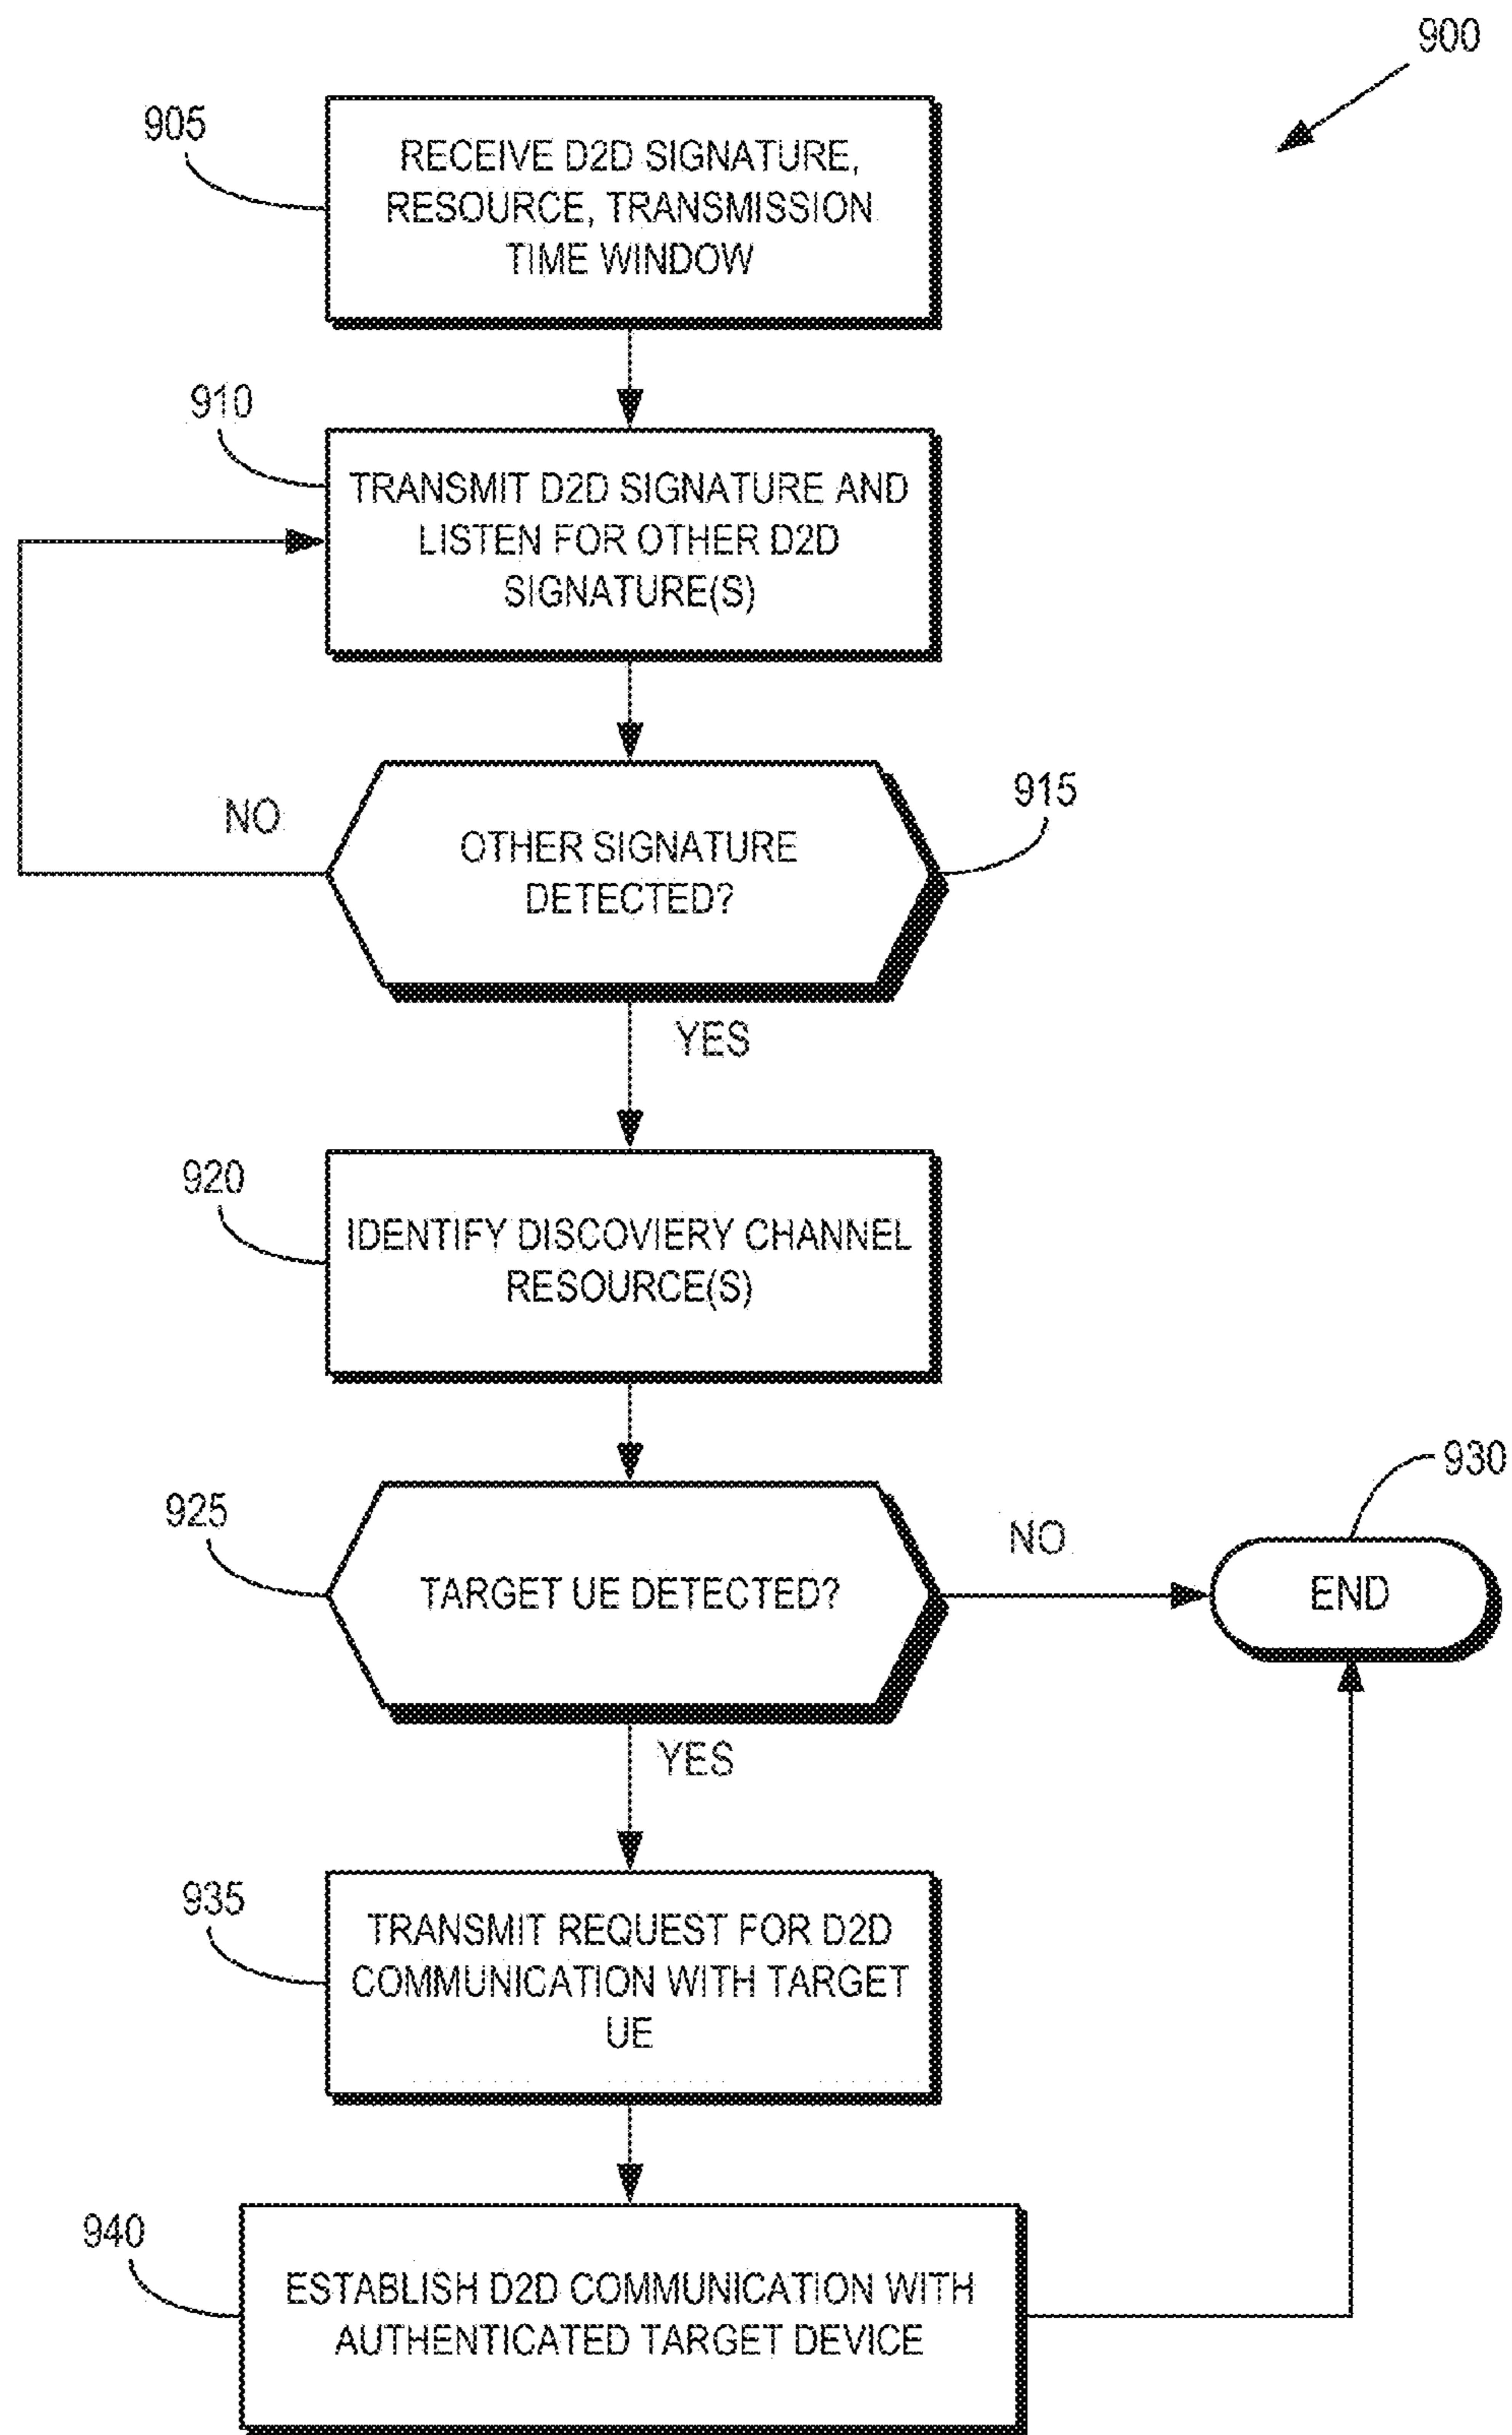 900
905
RECEIVE D2D SIGNATURE,
RESOURCE, TRANSMISSION
TIME WINDOW
910
TRANSMIT D2D SIGNATURE AND
LISTEN FOR OTHER D2D
SIGNATURE(S)
NO
915
OTHER SIGNATURE
DETECTED?
YES
920
IDENTIFY DISCOVIERY CHANNEL
RESOURCE(S)
925
TARGET UE DETECTED?
NO
930
END
YES
935
TRANSMIT REQUEST FOR D2D
COMMUNICATION WITH TARGET
UE
940
ESTABLISH D2D COMMUNICATION WITH
AUTHENTICATED TARGET DEVICE